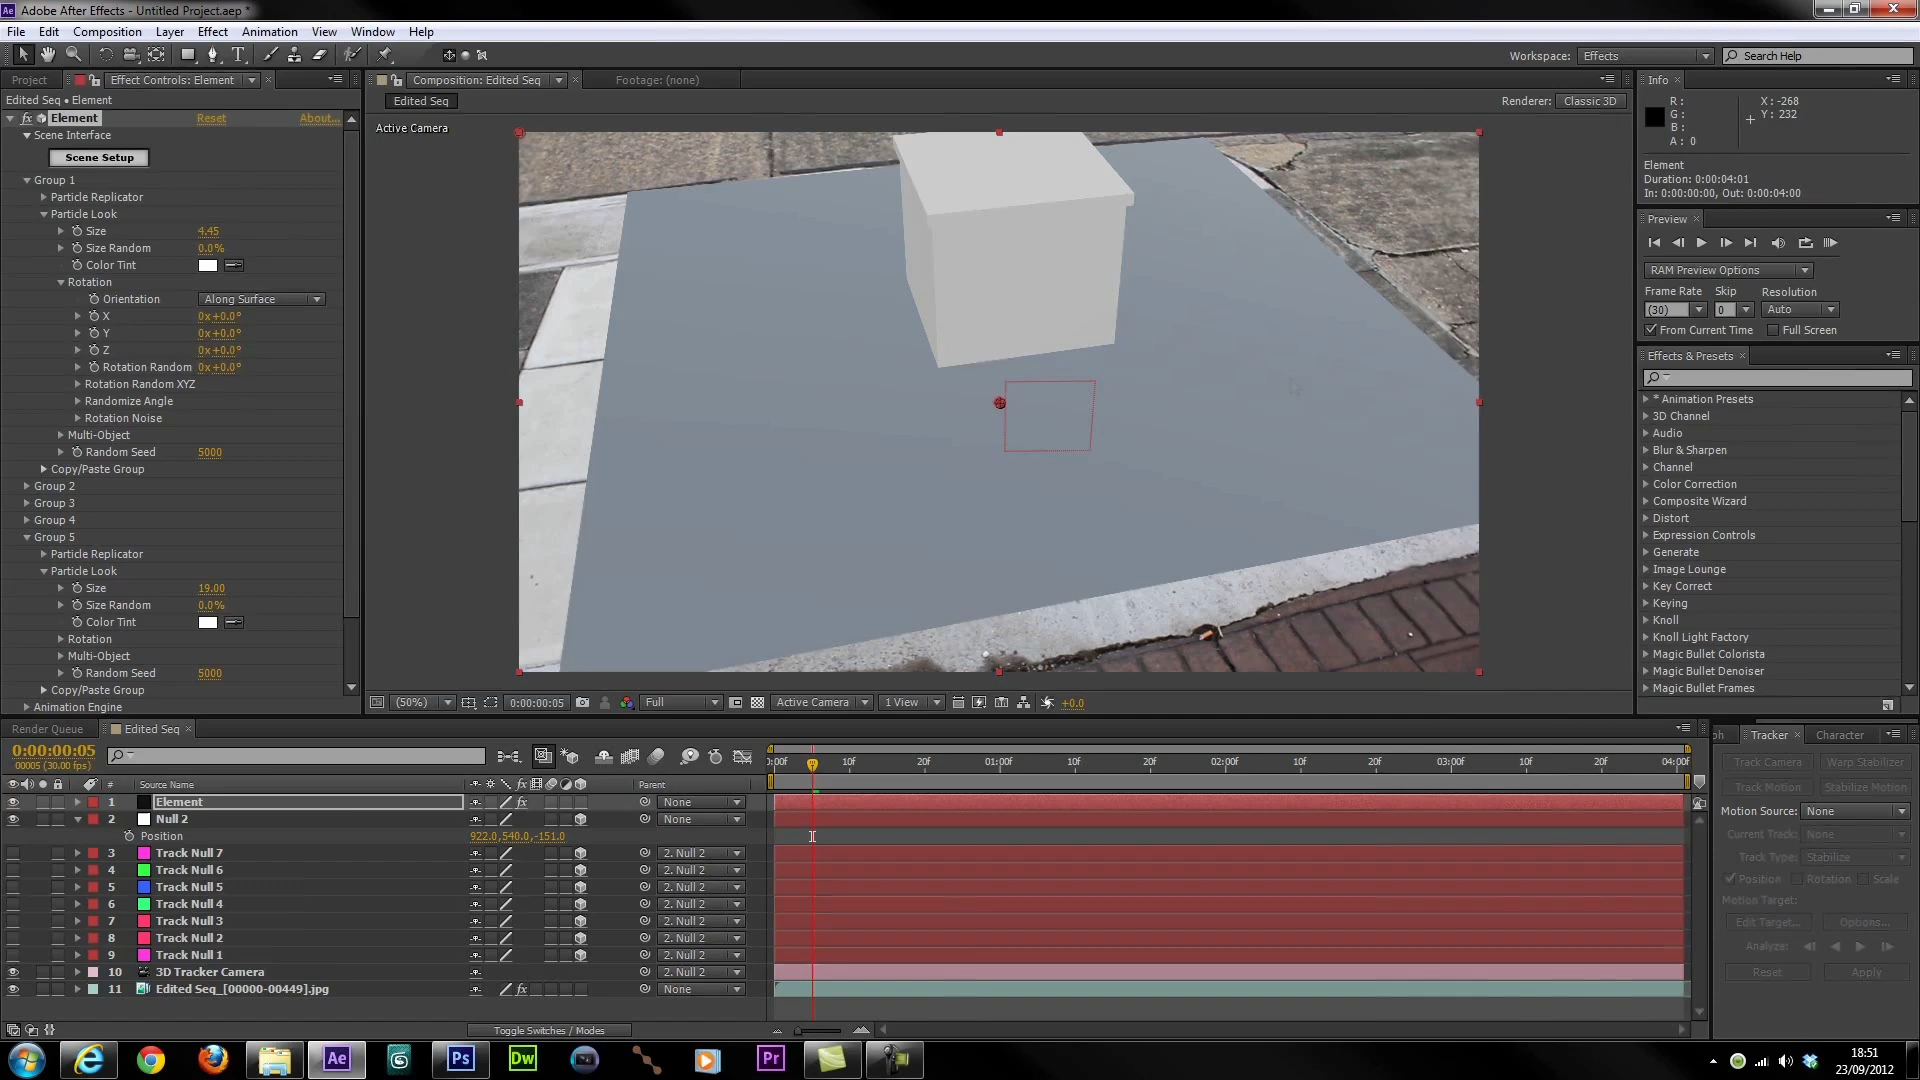 Ae Adobe After Effects - Untitled Project.aep *
File Edit Composition Layer Effect Animation View Window Help
Workspace: Effects Search Help
Project Effect Controls: Element
Edited Seq • Element
fx Element Reset About...
Scene Interface
Scene Setup
Group 1
Particle Replicator
Particle Look
Size 4.45
Size Random 0.0%
Color Tint
Rotation
Orientation Along Surface
X 0x+0.0°
Y 0x+0.0°
Z 0x+0.0°
Rotation Random 0x+0.0°
Rotation Random XYZ
Randomize Angle
Rotation Noise
Multi-Object
Random Seed 5000
Copy/Paste Group
Group 2
Group 3
Group 4
Group 5
Particle Replicator
Particle Look
Size 19.00
Size Random 0.0%
Color Tint
Rotation
Multi-Object
Random Seed 5000
Copy/Paste Group
Animation Engine
Composition: Edited Seq Footage: (none)
Edited Seq Renderer: Classic 3D
Active Camera
(50%) 0:00:00:05 Full Active Camera 1 View +0.0
Info
R: X: -268
G: Y: 232
B:
A: 0
Element
Duration: 0:00:04:01
In: 0:00:00:00, Out: 0:00:04:00
Preview
RAM Preview Options
Frame Rate Skip Resolution
(30) 0 Auto
From Current Time Full Screen
Effects & Presets
* Animation Presets
3D Channel
Audio
Blur & Sharpen
Channel
Color Correction
Composite Wizard
Distort
Expression Controls
Generate
Image Lounge
Key Correct
Keying
Knoll
Knoll Light Factory
Magic Bullet Colorista
Magic Bullet Denoiser
Magic Bullet Frames
Render Queue Edited Seq
0:00:00:05
00005 (30.00 fps)
:00f 10f 20f 01:00f 10f 20f 02:00f 10f 20f 03:00f 10f 20f 04:00f
# Source Name fx Parent
1 Element fx None
2 Null 2 None
Position 922.0,540.0,-151.0
3 Track Null 7 2. Null 2
4 Track Null 6 2. Null 2
5 Track Null 5 2. Null 2
6 Track Null 4 2. Null 2
7 Track Null 3 2. Null 2
8 Track Null 2 2. Null 2
9 Track Null 1 2. Null 2
10 3D Tracker Camera 2. Null 2
11 Edited Seq_[00000-00449].jpg fx None
Toggle Switches / Modes
ph Tracker Character
Track Camera Warp Stabilizer
Track Motion Stabilize Motion
Motion Source: None
Current Track: None
Track Type: Stabilize
Position Rotation Scale
Motion Target:
Edit Target... Options...
Analyze:
Reset Apply
Ae Ps Dw Pr
18:51
23/09/2012